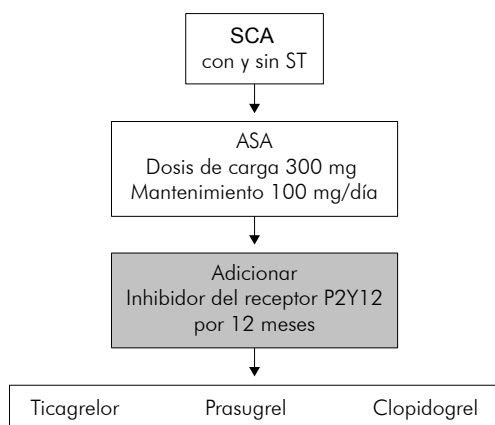 SCA
con y sin ST
ASA
Dosis de carga 300 mg
Mantenimiento 100 mg/día
Adicionar
Inhibidor del receptor P2Y12
por 12 meses
Ticagrelor Prasugrel Clopidogrel